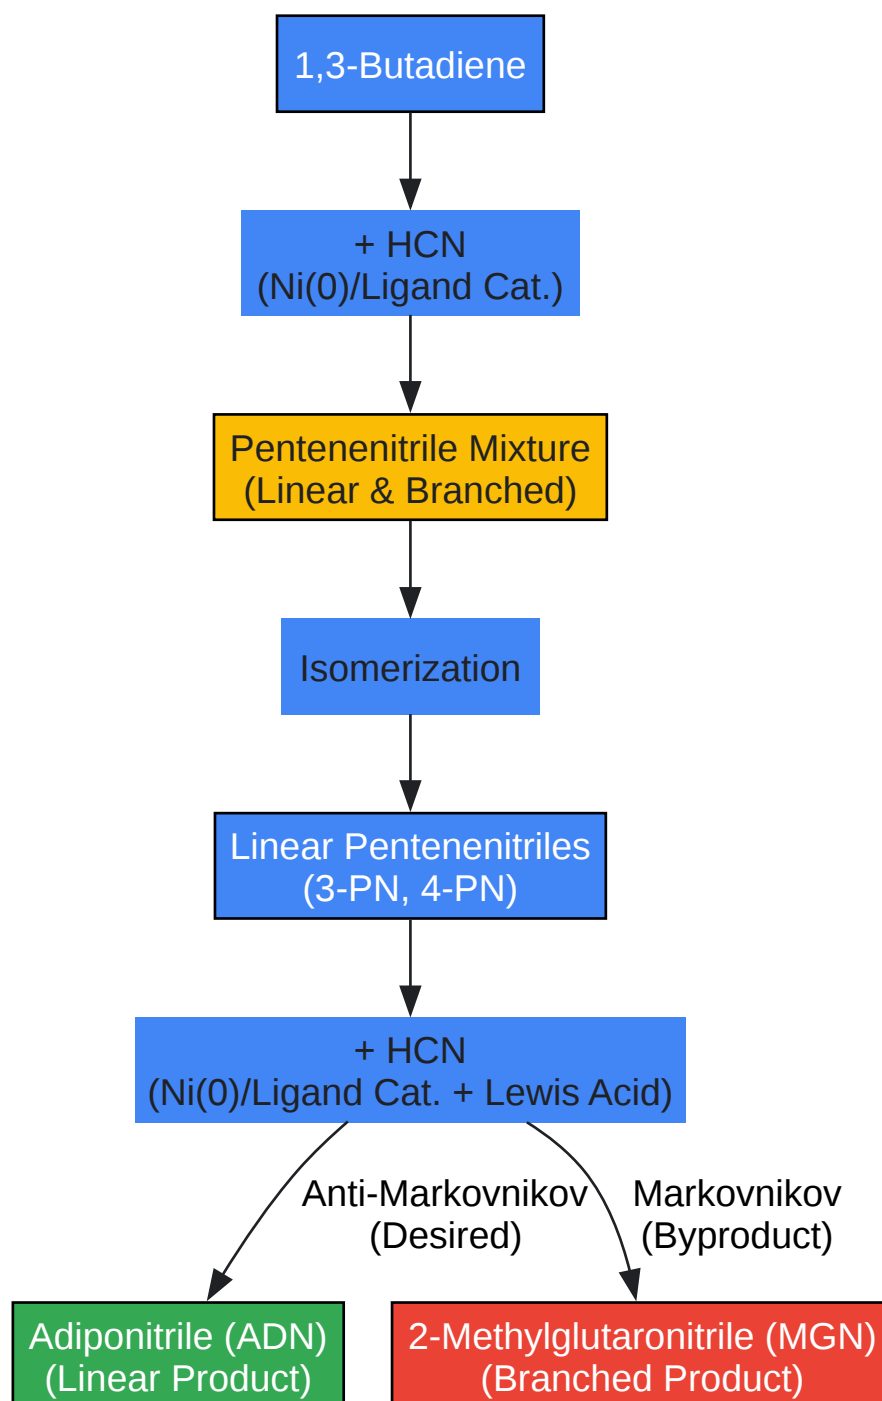 1,3-Butadiene
+ HCN
(Ni(0)/Ligand Cat.)
Pentenenitrile Mixture
(Linear & Branched)
Isomerization
Linear Pentenenitriles
(3-PN, 4-PN)
+ HCN
(Ni(0)/Ligand Cat. + Lewis Acid)
Anti-Markovnikov
(Desired)
Markovnikov
(Byproduct)
Adiponitrile (ADN)
(Linear Product)
2-Methylglutaronitrile (MGN)
(Branched Product)